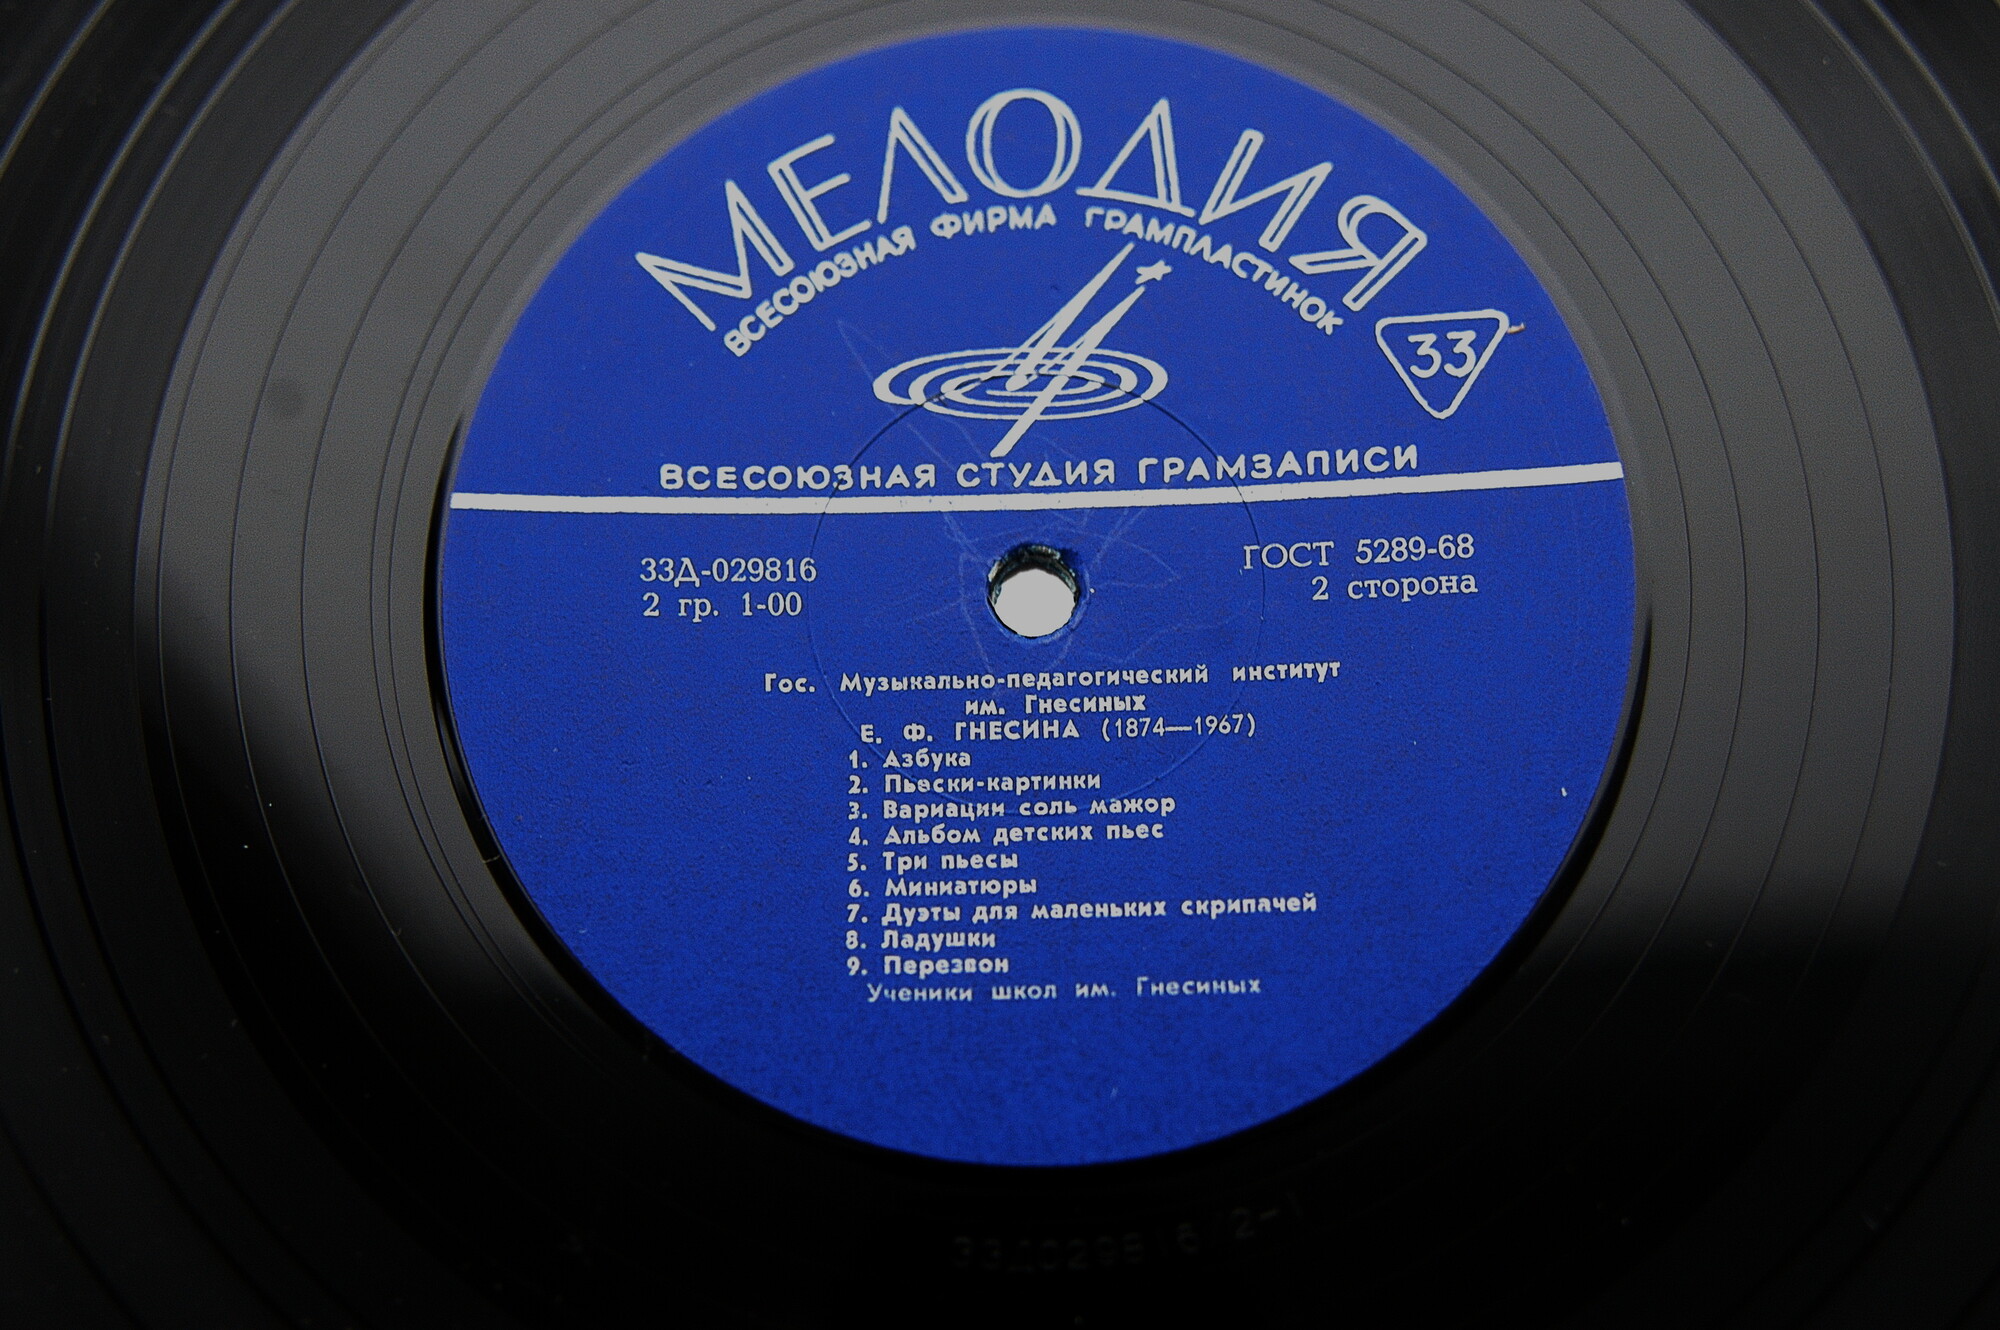 МЕЛОДИЯ
ВСЕСОЮЗНАЯ ФИРМА ГРАМПЛАСТИНОК
33
ВСЕСОЮЗНАЯ СТУДИЯ ГРАМЗАПИСИ
33Д-029816
2 гр. 1-00
ГОСТ 5289-68
2 сторона
Гос. Музыкально-педагогический институт
им. Гнесиных
Е. Ф. ГНЕСИНА (1874—1967)
1. Азбука
2. Пьески-картинки
3. Вариации соль мажор
4. Альбом детских пьес
5. Три пьесы
6. Миниатюры
7. Дуэты для маленьких скрипачей
8. Ладушки
9. Перезвон
Ученики школ им. Гнесиных